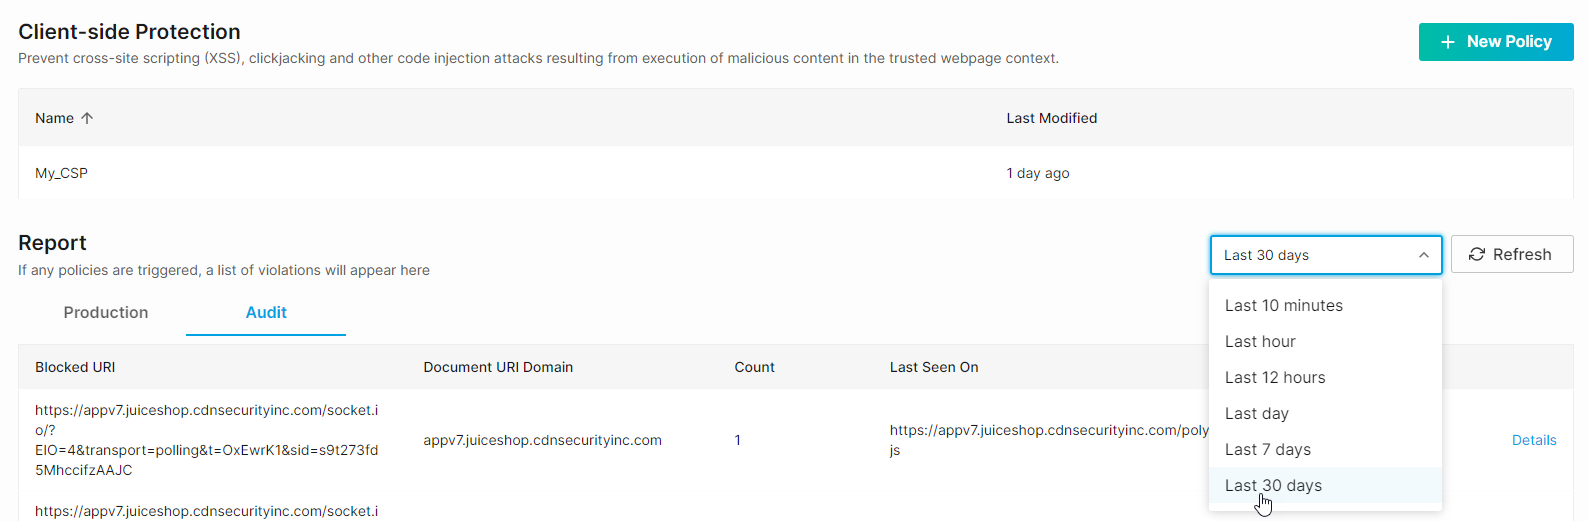 Client-side Protection
Prevent cross-site scripting (XSS), clickjacking and other code injection attacks resulting from execution of malicious content in the trusted webpage context.
+ New Policy
Name ↑
Last Modified
My_CSP
1 day ago
Report
If any policies are triggered, a list of violations will appear here
Last 30 days
Refresh
Last 10 minutes
Last hour
Last 12 hours
Last day
Last 7 days
Last 30 days
Production
Audit
Blocked URI
Document URI Domain
Count
Last Seen On
https://appv7.juiceshop.cdnsecurityinc.com/socket.i
o/?
EIO=4&transport=polling&t=OxEwrK1&sid=s9t273fd
5MhccifzAAJC
appv7.juiceshop.cdnsecurityinc.com
1
https://appv7.juiceshop.cdnsecurityinc.com/poly
js
Details
https://appv7.juiceshop.cdnsecurityinc.com/socket.i